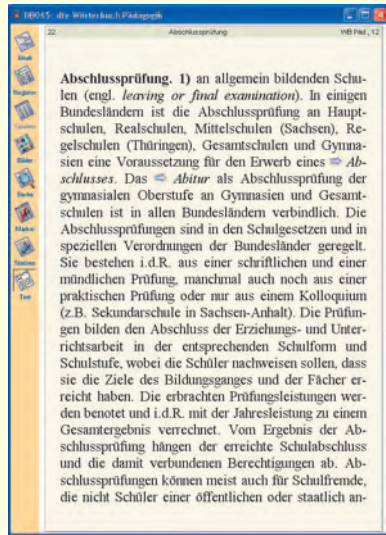 DB065: dtv-Wörterbuch Pädagogik
22 Abschlussprüfung WB Päd., 12
Inhalt
Register
Tabellen
Bilder
Suche
Marker
Notizen
Text
Abschlussprüfung. 1) an allgemein bildenden Schu-
len (engl. leaving or final examination). In einigen
Bundesländern ist die Abschlussprüfung an Haupt-
schulen, Realschulen, Mittelschulen (Sachsen), Re-
gelschulen (Thüringen), Gesamtschulen und Gymna-
sien eine Voraussetzung für den Erwerb eines ⇨ Ab-
schlusses. Das ⇨ Abitur als Abschlussprüfung der
gymnasialen Oberstufe an Gymnasien und Gesamt-
schulen ist in allen Bundesländern verbindlich. Die
Abschlussprüfungen sind in den Schulgesetzen und in
speziellen Verordnungen der Bundesländer geregelt.
Sie bestehen i.d.R. aus einer schriftlichen und einer
mündlichen Prüfung, manchmal auch noch aus einer
praktischen Prüfung oder nur aus einem Kolloquium
(z.B. Sekundarschule in Sachsen-Anhalt). Die Prüfun-
gen bilden den Abschluss der Erziehungs- und Unter-
richtsarbeit in der entsprechenden Schulform und
Schulstufe, wobei die Schüler nachweisen sollen, dass
sie die Ziele des Bildungsganges und der Fächer er-
reicht haben. Die erbrachten Prüfungsleistungen wer-
den benotet und i.d.R. mit der Jahresleistung zu einem
Gesamtergebnis verrechnet. Vom Ergebnis der Ab-
schlussprüfung hängen der erreichte Schulabschluss
und die damit verbundenen Berechtigungen ab. Ab-
schlussprüfungen können meist auch für Schulfremde,
die nicht Schüler einer öffentlichen oder staatlich an-